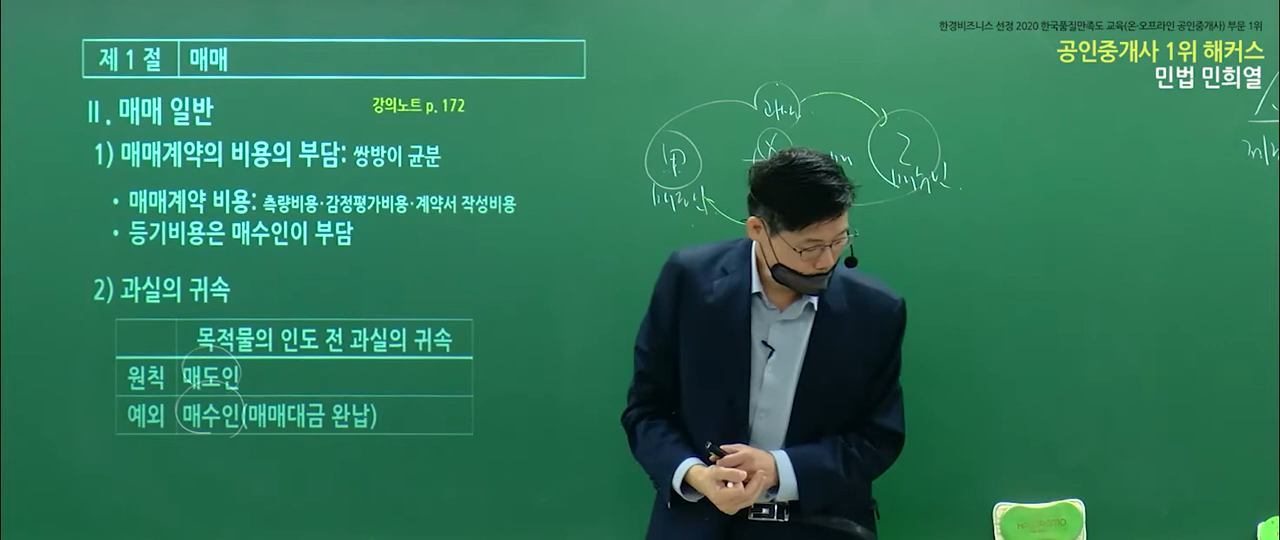 한경비즈니스 선정 2020 한국품질만족도 교육(온·오프라인 공인중개사) 부문 1위
공인중개사 1위 해커스
민법 민희열
제 1 절 매매
II. 매매 일반
강의노트 p. 172
1) 매매계약의 비용의 부담: 쌍방이 균분
• 매매계약 비용: 측량비용·감정평가비용·계약서 작성비용
• 등기비용은 매수인이 부담
2) 과실의 귀속
목적물의 인도 전 과실의 귀속
원칙 매도인
예외 매수인(매매대금 완납)
과실
甲
乙
매도인
매수인